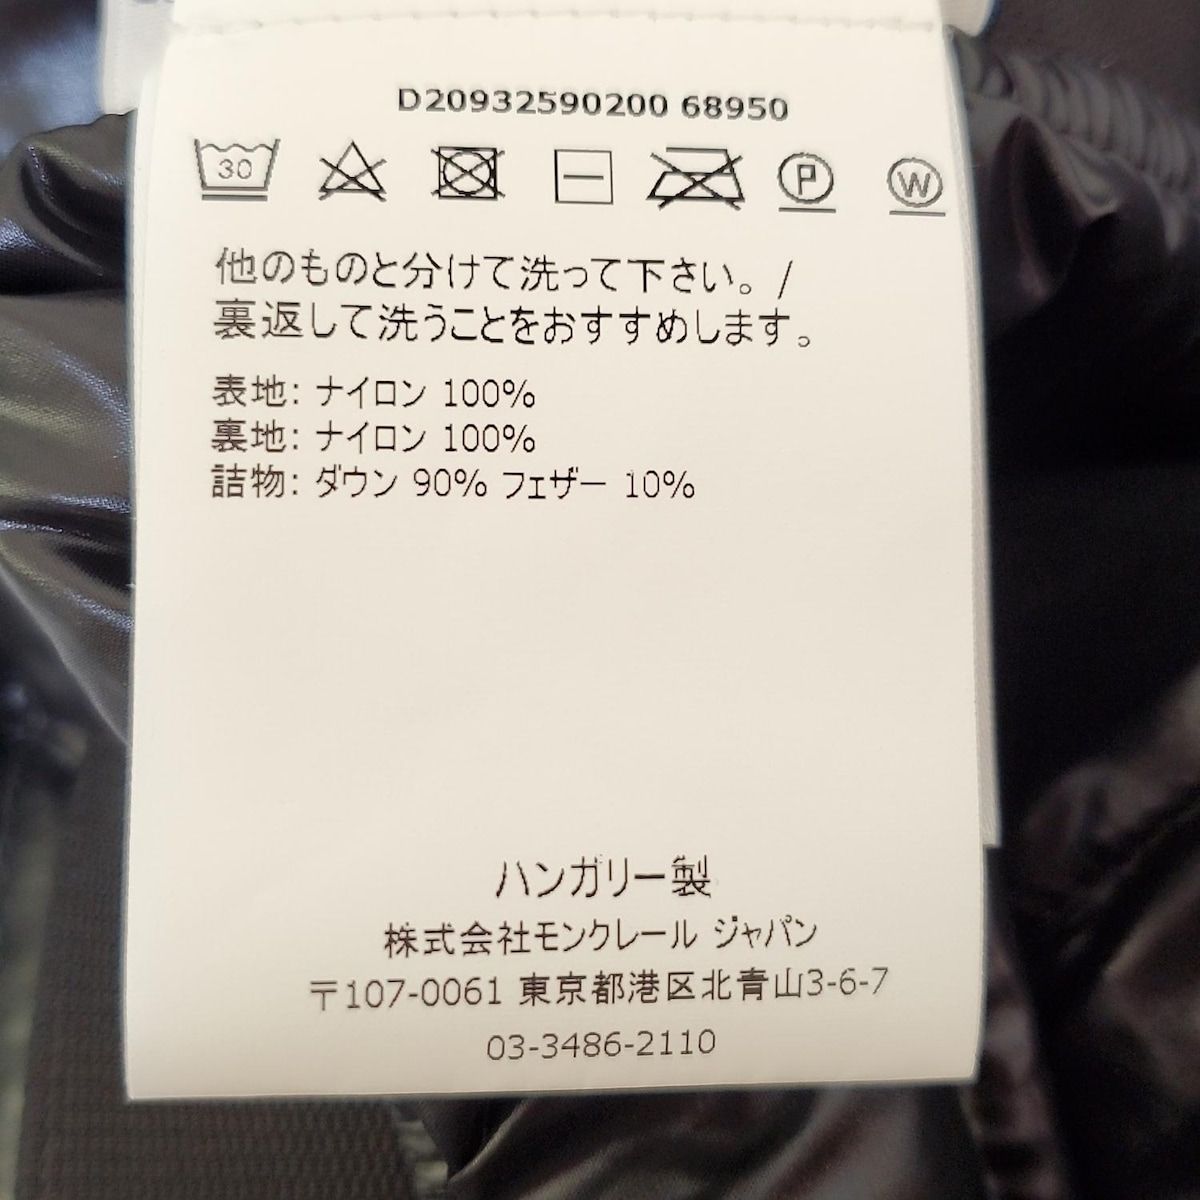 D20932590200 68950
30 P W
他のものと分けて洗って下さい。/
裏返して洗うことをおすすめします。
表地: ナイロン 100%
裏地: ナイロン 100%
詰物: ダウン 90% フェザー 10%
ハンガリー製
株式会社モンクレール ジャパン
〒107-0061 東京都港区北青山3-6-7
03-3486-2110